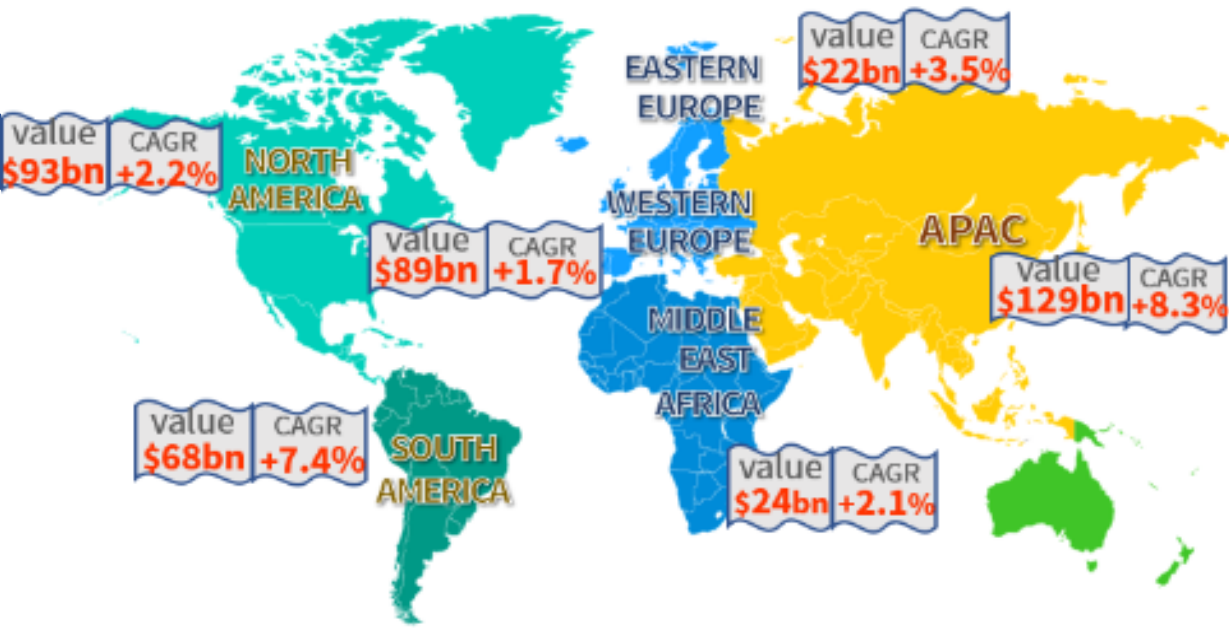 value CAGR
$22bn +3.5%
EASTERN
EUROPE
value CAGR
$93bn +2.2%
NORTH
AMERICA
WESTERN
EUROPE
value CAGR
$89bn +1.7%
APAC
value CAGR
$129bn +8.3%
MIDDLE
EAST
AFRICA
value CAGR
$68bn +7.4%
SOUTH
AMERICA
value CAGR
$24bn +2.1%